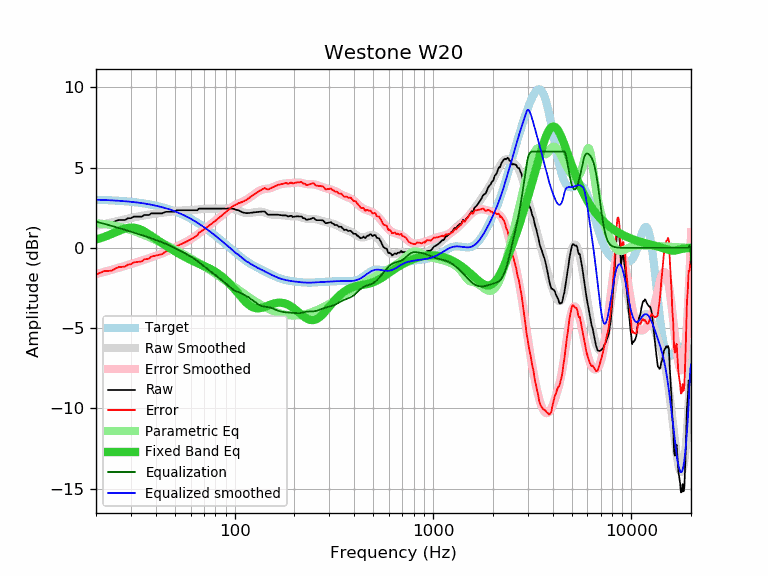 Westone W20
Amplitude (dBr)
10
5
0
−5
−10
−15
Target
Raw Smoothed
Error Smoothed
Raw
Error
Parametric Eq
Fixed Band Eq
Equalization
Equalized smoothed
100
1000
10000
Frequency (Hz)